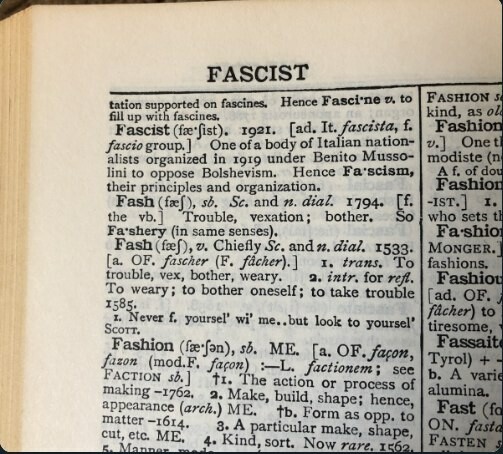 FASCIST
tation supported on fascines. Hence Fasci·ne v. to
fill up with fascines.
Fascist (fæ·ʃist). 1921. [ad. It. fascista, f.
fascio group.] One of a body of Italian nation-
alists organized in 1919 under Benito Musso-
lini to oppose Bolshevism. Hence Fa·scism,
their principles and organization.
Fash (fæʃ), sb. Sc. and n. dial. 1794. [f.
the vb.] Trouble, vexation; bother. So
Fa·shery (in same senses).
Fash (fæʃ), v. Chiefly Sc. and n. dial. 1533.
[a. OF. fascher (F. fâcher).] 1. trans. To
trouble, vex, bother, weary. 2. intr. for refl.
To weary; to bother oneself; to take trouble
1585.
1. Never f. yoursel' wi' me..but look to yoursel'
SCOTT.
Fashion (fæ·ʃən), sb. ME. [a. OF. façon,
fazon (mod.F. façon) :—L. factionem; see
FACTION sb.] †1. The action or process of
making -1762. 2. Make, build, shape; hence,
appearance (arch.) ME. †b. Form as opp. to
matter -1614. 3. A particular make, shape,
cut, etc. ME. 4. Kind, sort. Now rare. 1562.
5. Manner, mode
FASHION
kind, as
Fashion
v.] One
modiste
A f. of
Fashion
-IST.] 1.
who sets
Fa·shion
MONGER.]
fashions.
[ad. OF.
fâcher) to
tiresome,
Fassaite
Tyrol) +
b. A
alumina.
Fast
ON.
FASTEN